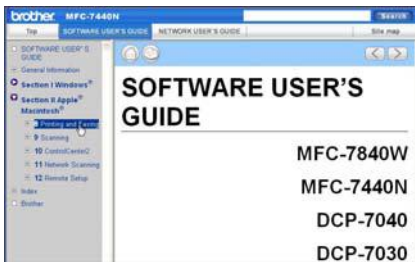 brother MFC-7440N
Search
Top SOFTWARE USER'S GUIDE NETWORK USER'S GUIDE Site map
SOFTWARE USER'S
GUIDE
General Information
Section I Windows®
Section II Apple®
Macintosh®
8 Printing and Faxing
9 Scanning
10 ControlCenter2
11 Network Scanning
12 Remote Setup
Index
Brother
SOFTWARE USER'S
GUIDE
MFC-7840W
MFC-7440N
DCP-7040
DCP-7030